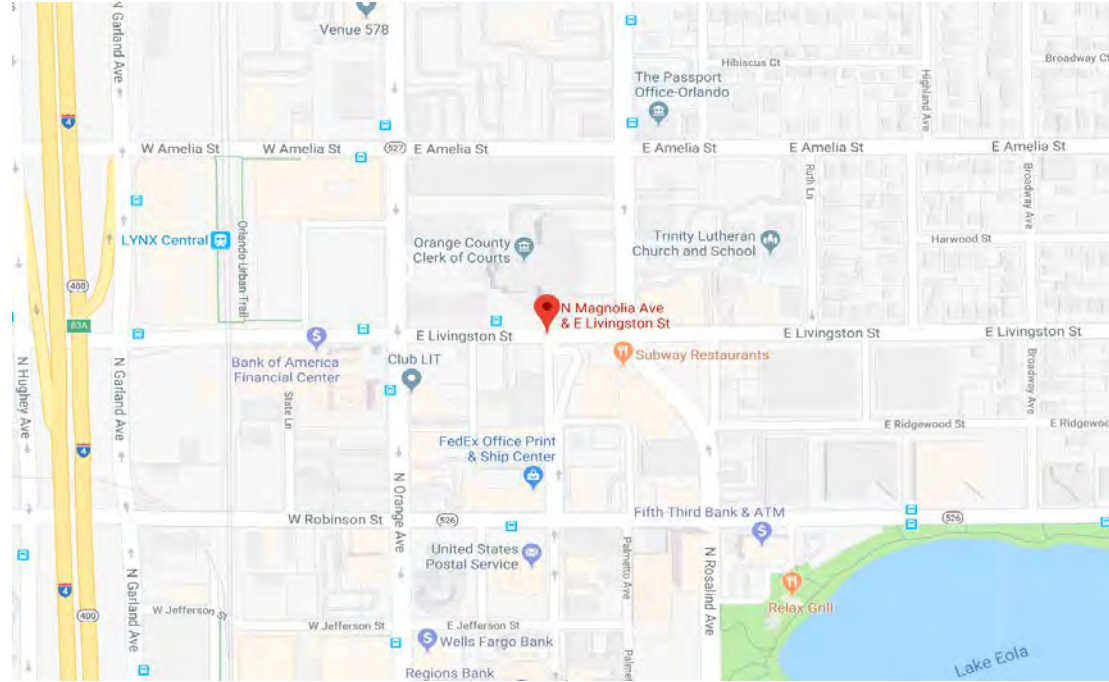 N Garland Ave
Venue 578
Hibiscus Ct
Broadway Ct
The Passport
Office-Orlando
Highland Ave
4
W Amelia St
W Amelia St
527
E Amelia St
E Amelia St
E Amelia St
E Amelia St
Ruth Ln
Broadway Ave
LYNX Central
Orlando Urban Trail
Orange County
Clerk of Courts
Trinity Lutheran
Church and School
Harwood St
400
83A
N Magnolia Ave
& E Livingston St
E Livingston St
E Livingston St
E Livingston St
Bank of America
Financial Center
Club LIT
Subway Restaurants
N Hughey Ave
N Garland Ave
State Ln
Broadway Ave
E Ridgewood St
E Ridgewoo
4
FedEx Office Print
& Ship Center
N Orange Ave
W Robinson St
526
Fifth Third Bank & ATM
526
United States
Postal Service
Palmetto Ave
N Rosalind Ave
N Garland Ave
4
400
W Jefferson St
W Jefferson St
E Jefferson St
Relax Grill
Wells Fargo Bank
Palme
Regions Bank
Lake Eola